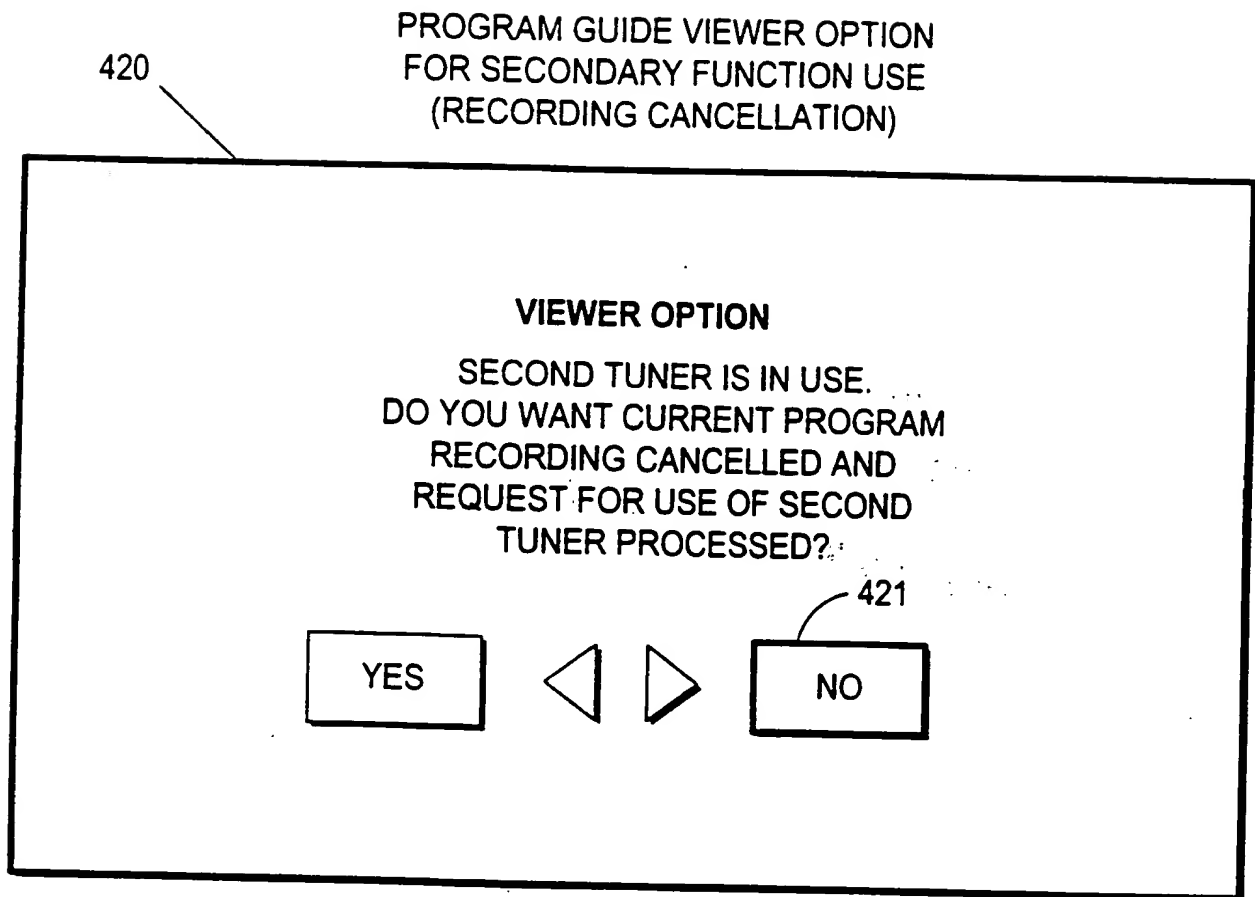 PROGRAM GUIDE VIEWER OPTION
FOR SECONDARY FUNCTION USE
(RECORDING CANCELLATION)
420
VIEWER OPTION
SECOND TUNER IS IN USE.
DO YOU WANT CURRENT PROGRAM
RECORDING CANCELLED AND
REQUEST FOR USE OF SECOND
TUNER PROCESSED?
421
YES
NO